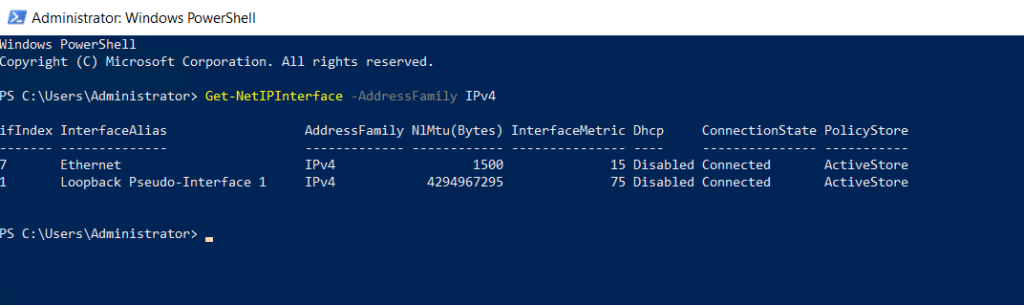 Administrator: Windows PowerShell
Windows PowerShell
Copyright (C) Microsoft Corporation. All rights reserved.
PS C:\Users\Administrator> Get-NetIPInterface -AddressFamily IPv4
ifIndex InterfaceAlias                  AddressFamily NlMtu(Bytes) InterfaceMetric Dhcp     ConnectionState PolicyStore
------- --------------                  ------------- ------------ --------------- ----     --------------- -----------
7       Ethernet                        IPv4                  1500              15 Disabled Connected       ActiveStore
1       Loopback Pseudo-Interface 1     IPv4            4294967295              75 Disabled Connected       ActiveStore
PS C:\Users\Administrator>